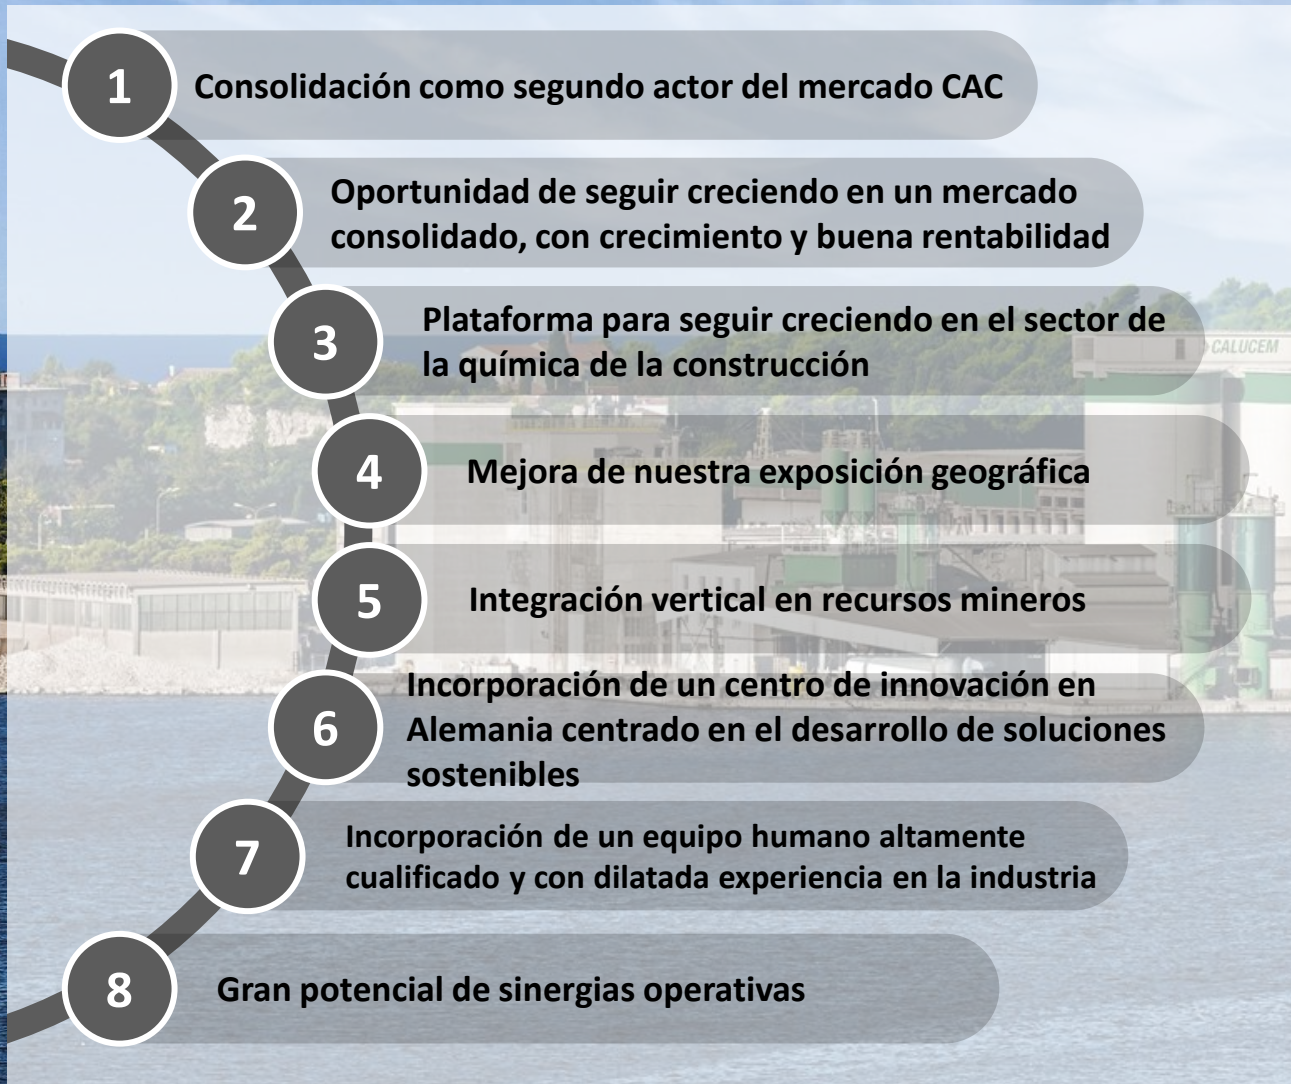 1
Consolidación como segundo actor del mercado CAC
2
Oportunidad de seguir creciendo en un mercado
consolidado, con crecimiento y buena rentabilidad
3
Plataforma para seguir creciendo en el sector de
la química de la construcción
CALUCEM
4
Mejora de nuestra exposición geográfica
5
Integración vertical en recursos mineros
6
Incorporación de un centro de innovación en
Alemania centrado en el desarrollo de soluciones
sostenibles
7
Incorporación de un equipo humano altamente
cualificado y con dilatada experiencia en la industria
8
Gran potencial de sinergias operativas